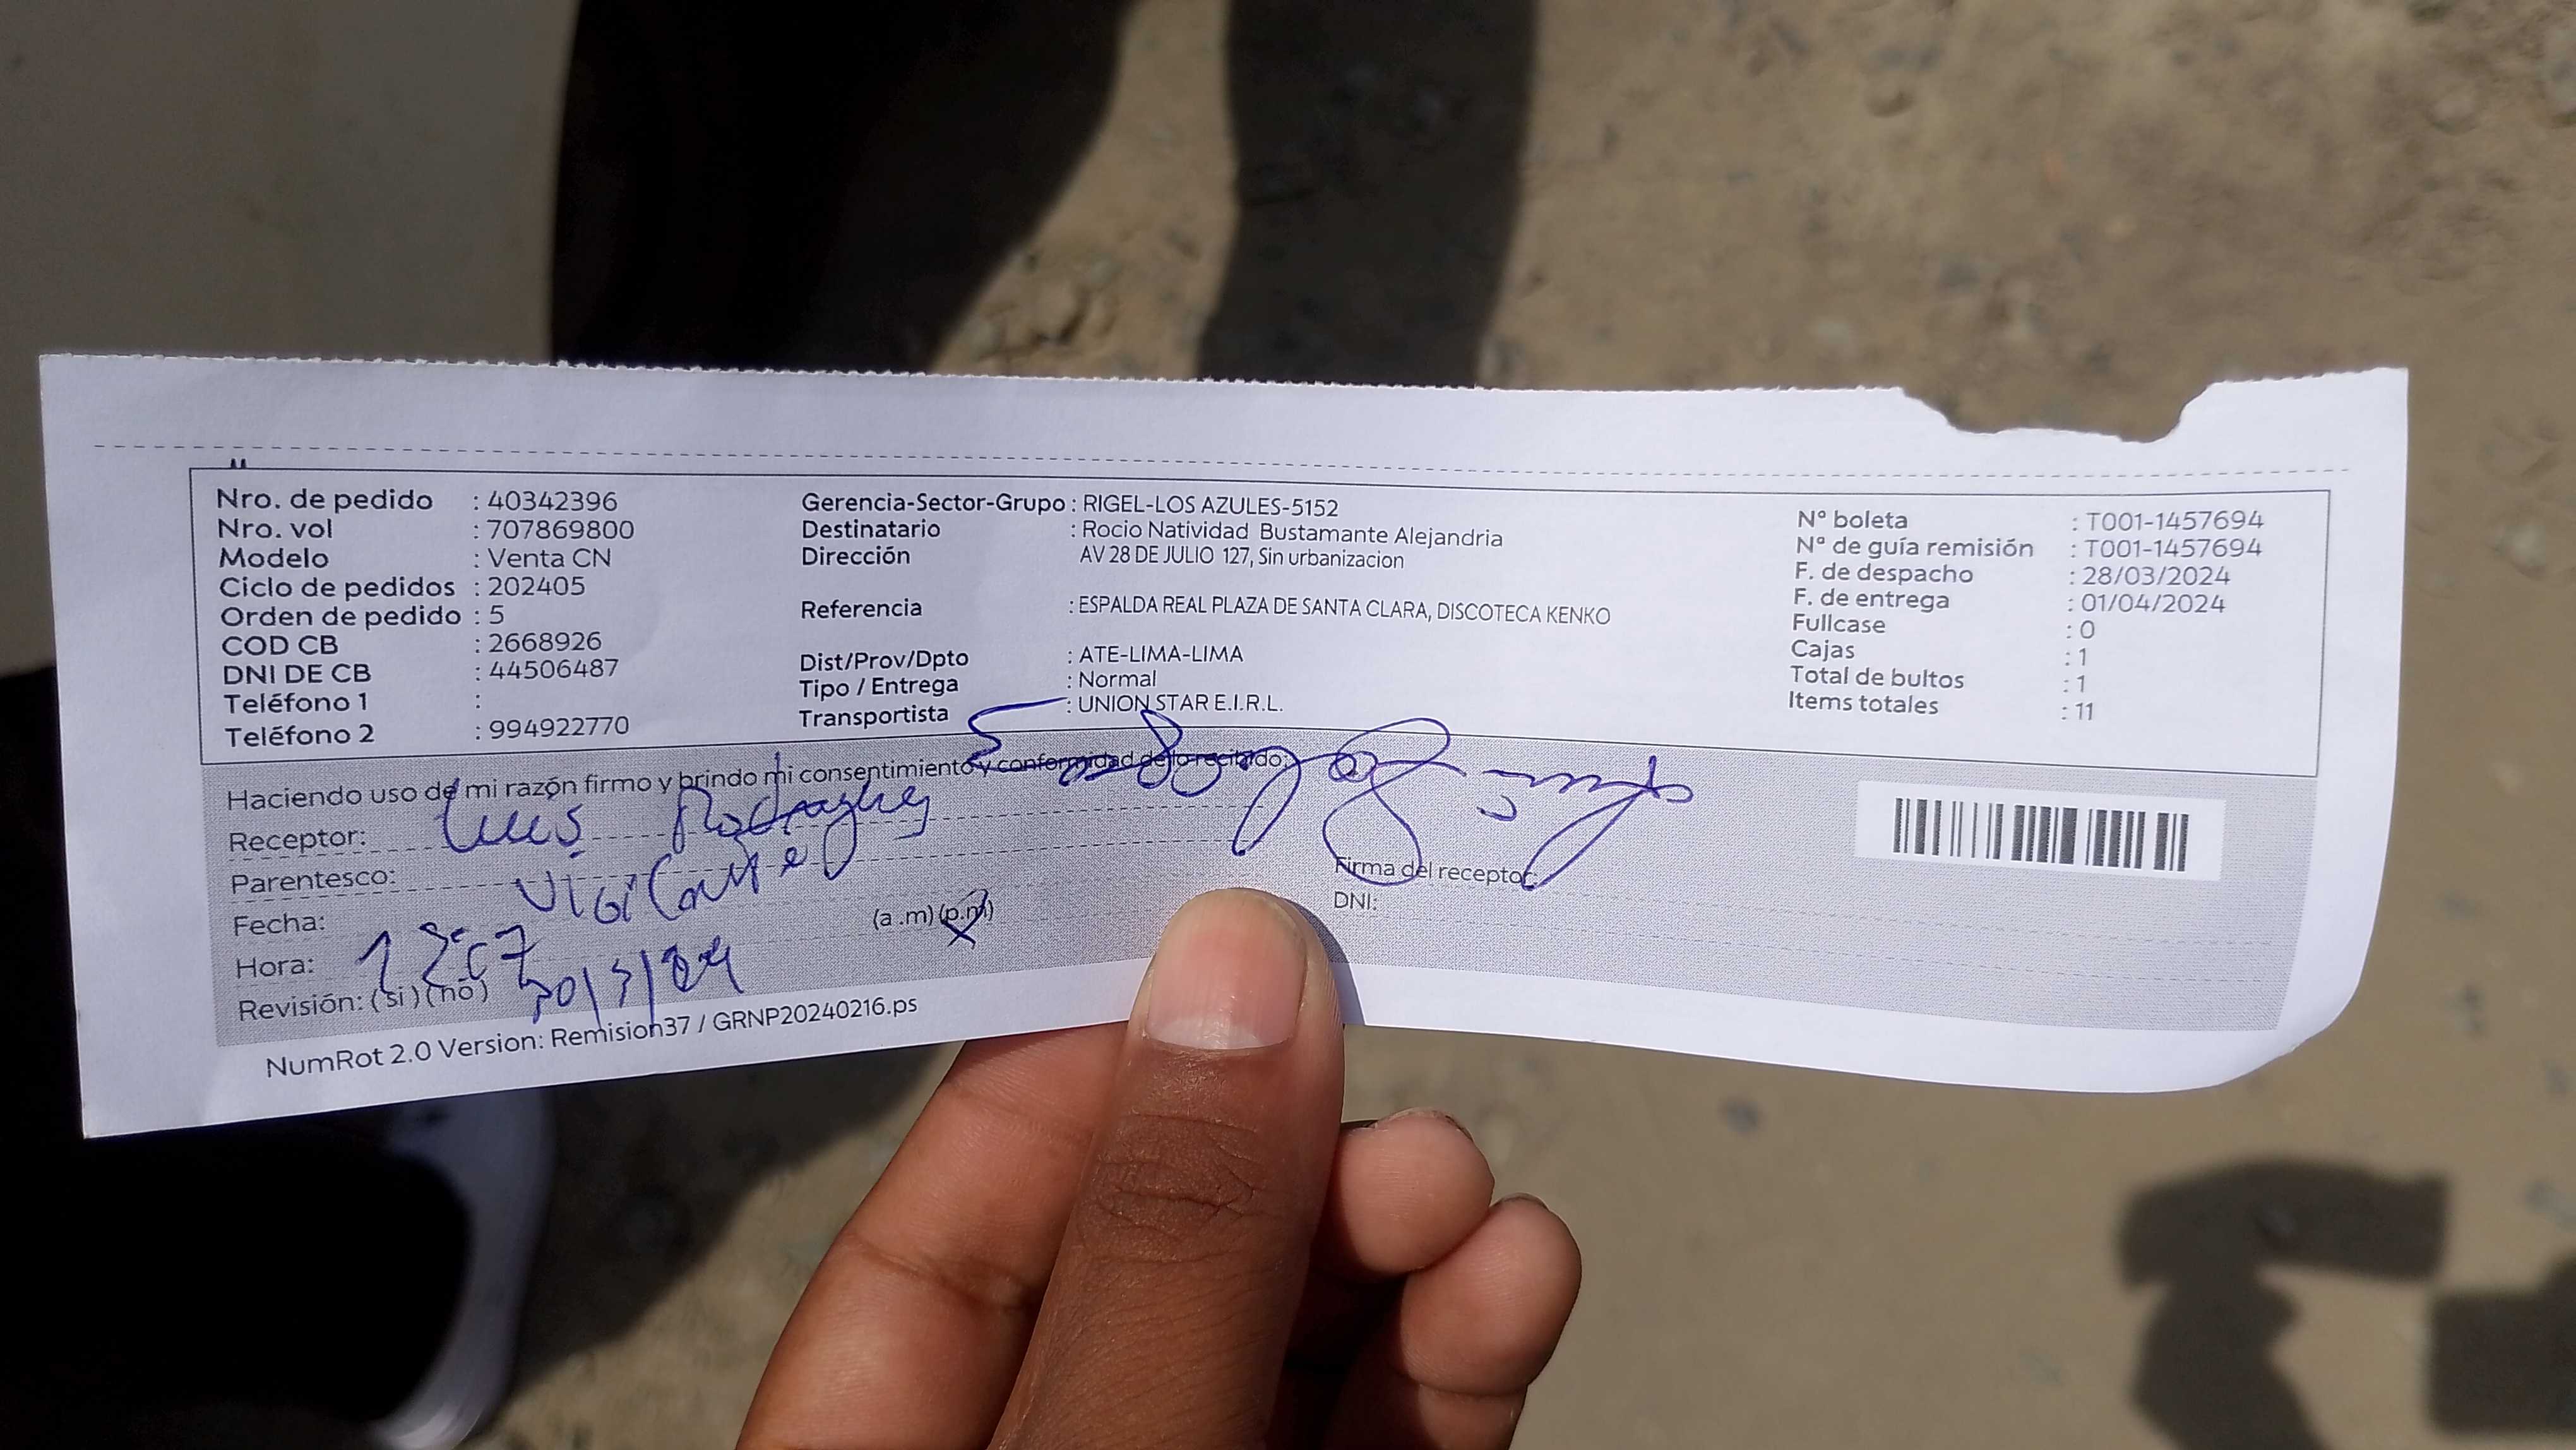 Nro. de pedido : 40342396
Nro. vol : 707869800
Modelo : Venta CN
Ciclo de pedidos : 202405
Orden de pedido : 5
COD CB : 2668926
DNI DE CB : 44506487
Teléfono 1 :
Teléfono 2 : 994922770
Gerencia-Sector-Grupo : RIGEL-LOS AZULES-5152
Destinatario : Rocio Natividad Bustamante Alejandria
Dirección AV 28 DE JULIO 127, Sin urbanizacion
Referencia : ESPALDA REAL PLAZA DE SANTA CLARA, DISCOTECA KENKO
Dist/Prov/Dpto : ATE-LIMA-LIMA
Tipo / Entrega : Normal
Transportista : UNION STAR E.I.R.L.
N° boleta : T001-1457694
N° de guía remisión : T001-1457694
F. de despacho : 28/03/2024
F. de entrega : 01/04/2024
Fullcase : 0
Cajas : 1
Total de bultos : 1
Items totales : 11
Haciendo uso de mi razón firmo y brindo mi consentimiento y conformidad de lo recibido:
Receptor: Luis Rodriguez
Parentesco: Vigilante
Fecha: (a .m) (p.m)
Hora:
Revisión: (si) (no) 30/3/24
Firma del receptor:
DNI:
NumRot 2.0 Version: Remision37 / GRNP20240216.ps